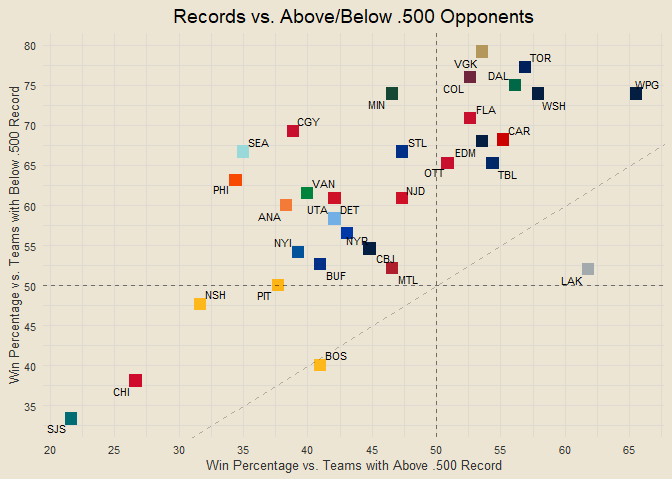 Records vs. Above/Below .500 Opponents
Win Percentage vs. Teams with Below .500 Record
80
75
70
65
60
55
50
45
40
35
VGK
TOR
COL
DAL
WPG
MIN
WSH
FLA
CGY
CAR
SEA
STL
EDM
OTT
TBL
PHI
VAN
NJD
ANA
UTA
DET
NYI
NYR
CBJ
BUF
MTL
LAK
PIT
NSH
BOS
CHI
SJS
20
25
30
35
40
45
50
55
60
65
Win Percentage vs. Teams with Above .500 Record